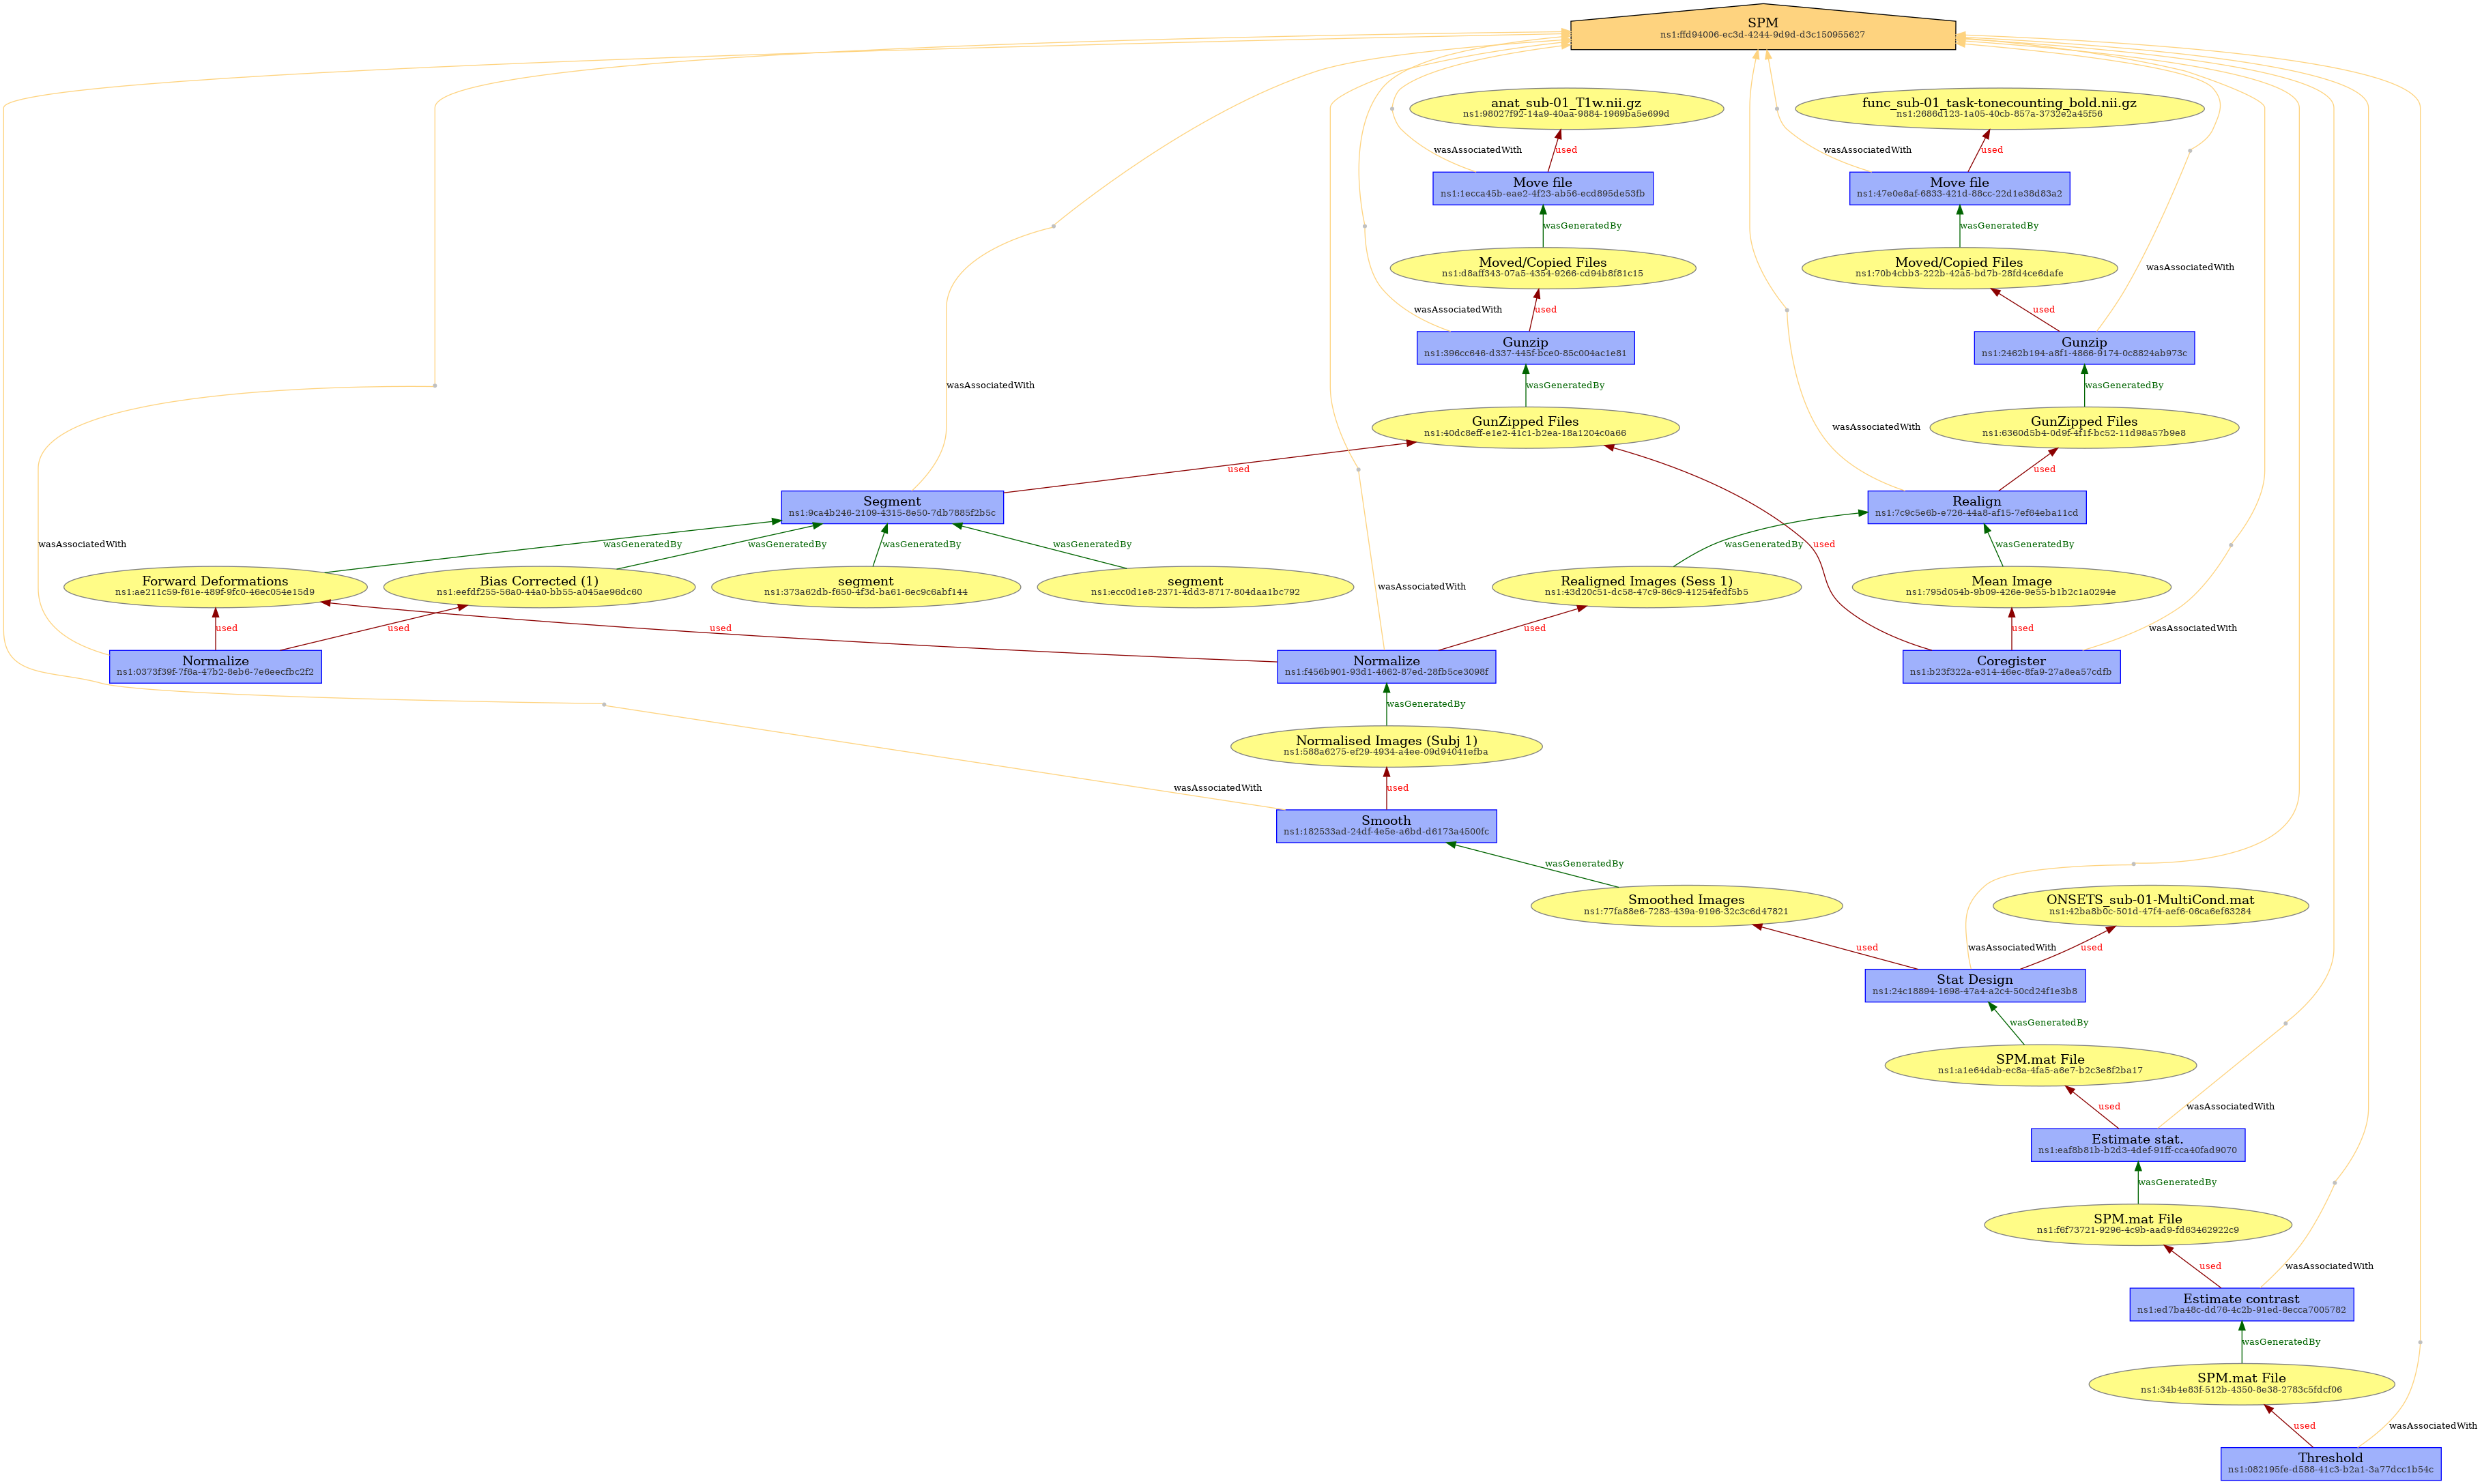 SPM
ns1:ffd94006-ec3d-4244-9d9d-d3c150955627
anat_sub-01_T1w.nii.gz
ns1:98027f92-14a9-40aa-9884-1969ba5e699d
func_sub-01_task-tonecounting_bold.nii.gz
ns1:2686d123-1a05-40cb-857a-3732e2a45f56
wasAssociatedWith
used
wasAssociatedWith
used
Move file
ns1:1ecca45b-eae2-4f23-ab56-ecd895de53fb
Move file
ns1:47e0e8af-6833-421d-88cc-22d1e38d83a2
wasGeneratedBy
wasGeneratedBy
Moved/Copied Files
ns1:d8aff343-07a5-4354-9266-cd94b8f81c15
Moved/Copied Files
ns1:70b4cbb3-222b-42a5-bd7b-28fd4ce6dafe
wasAssociatedWith
wasAssociatedWith
used
used
Gunzip
ns1:396cc646-d337-445f-bce0-85c004ac1e81
Gunzip
ns1:2462b194-a8f1-4866-9174-0c8824ab973c
wasAssociatedWith
wasGeneratedBy
wasGeneratedBy
GunZipped Files
ns1:40dc8eff-e1e2-41c1-b2ea-18a1204c0a66
wasAssociatedWith
GunZipped Files
ns1:6360d5b4-0d9f-4f1f-bc52-11d98a57b9e8
used
used
Segment
ns1:9ca4b246-2109-4315-8e50-7db7885f2b5c
Realign
ns1:7c9c5e6b-e726-44a8-af15-7ef64eba11cd
wasAssociatedWith
wasGeneratedBy
wasGeneratedBy
wasGeneratedBy
wasGeneratedBy
wasGeneratedBy
used
wasGeneratedBy
Forward Deformations
ns1:ae211c59-f61e-489f-9fc0-46ec054e15d9
Bias Corrected (1)
ns1:eefdf255-56a0-44a0-bb55-a045ae96dc60
segment
ns1:373a62db-f650-4f3d-ba61-6ec9c6abf144
segment
ns1:ecc0d1e8-2371-4dd3-8717-804daa1bc792
wasAssociatedWith
Realigned Images (Sess 1)
ns1:43d20c51-dc58-47c9-86c9-41254fedf5b5
Mean Image
ns1:795d054b-9b09-426e-9e55-b1b2c1a0294e
used
used
used
used
used
wasAssociatedWith
Normalize
ns1:0373f39f-7f6a-47b2-8eb6-7e6eecfbc2f2
Normalize
ns1:f456b901-93d1-4662-87ed-28fb5ce3098f
Coregister
ns1:b23f322a-e314-46ec-8fa9-27a8ea57cdfb
wasGeneratedBy
Normalised Images (Subj 1)
ns1:588a6275-ef29-4934-a4ee-09d94041efba
wasAssociatedWith
used
Smooth
ns1:182533ad-24df-4e5e-a6bd-d6173a4500fc
wasGeneratedBy
Smoothed Images
ns1:77fa88e6-7283-439a-9196-32c3c6d47821
ONSETS_sub-01-MultiCond.mat
ns1:42ba8b0c-501d-47f4-aef6-06ca6ef63284
used
wasAssociatedWith
used
Stat Design
ns1:24c18894-1698-47a4-a2c4-50cd24f1e3b8
wasGeneratedBy
SPM.mat File
ns1:a1e64dab-ec8a-4fa5-a6e7-b2c3e8f2ba17
used
wasAssociatedWith
Estimate stat.
ns1:eaf8b81b-b2d3-4def-91ff-cca40fad9070
wasGeneratedBy
SPM.mat File
ns1:f6f73721-9296-4c9b-aad9-fd63462922c9
used
wasAssociatedWith
Estimate contrast
ns1:ed7ba48c-dd76-4c2b-91ed-8ecca7005782
wasGeneratedBy
SPM.mat File
ns1:34b4e83f-512b-4350-8e38-2783c5fdcf06
used
wasAssociatedWith
Threshold
ns1:082195fe-d588-41c3-b2a1-3a77dcc1b54c